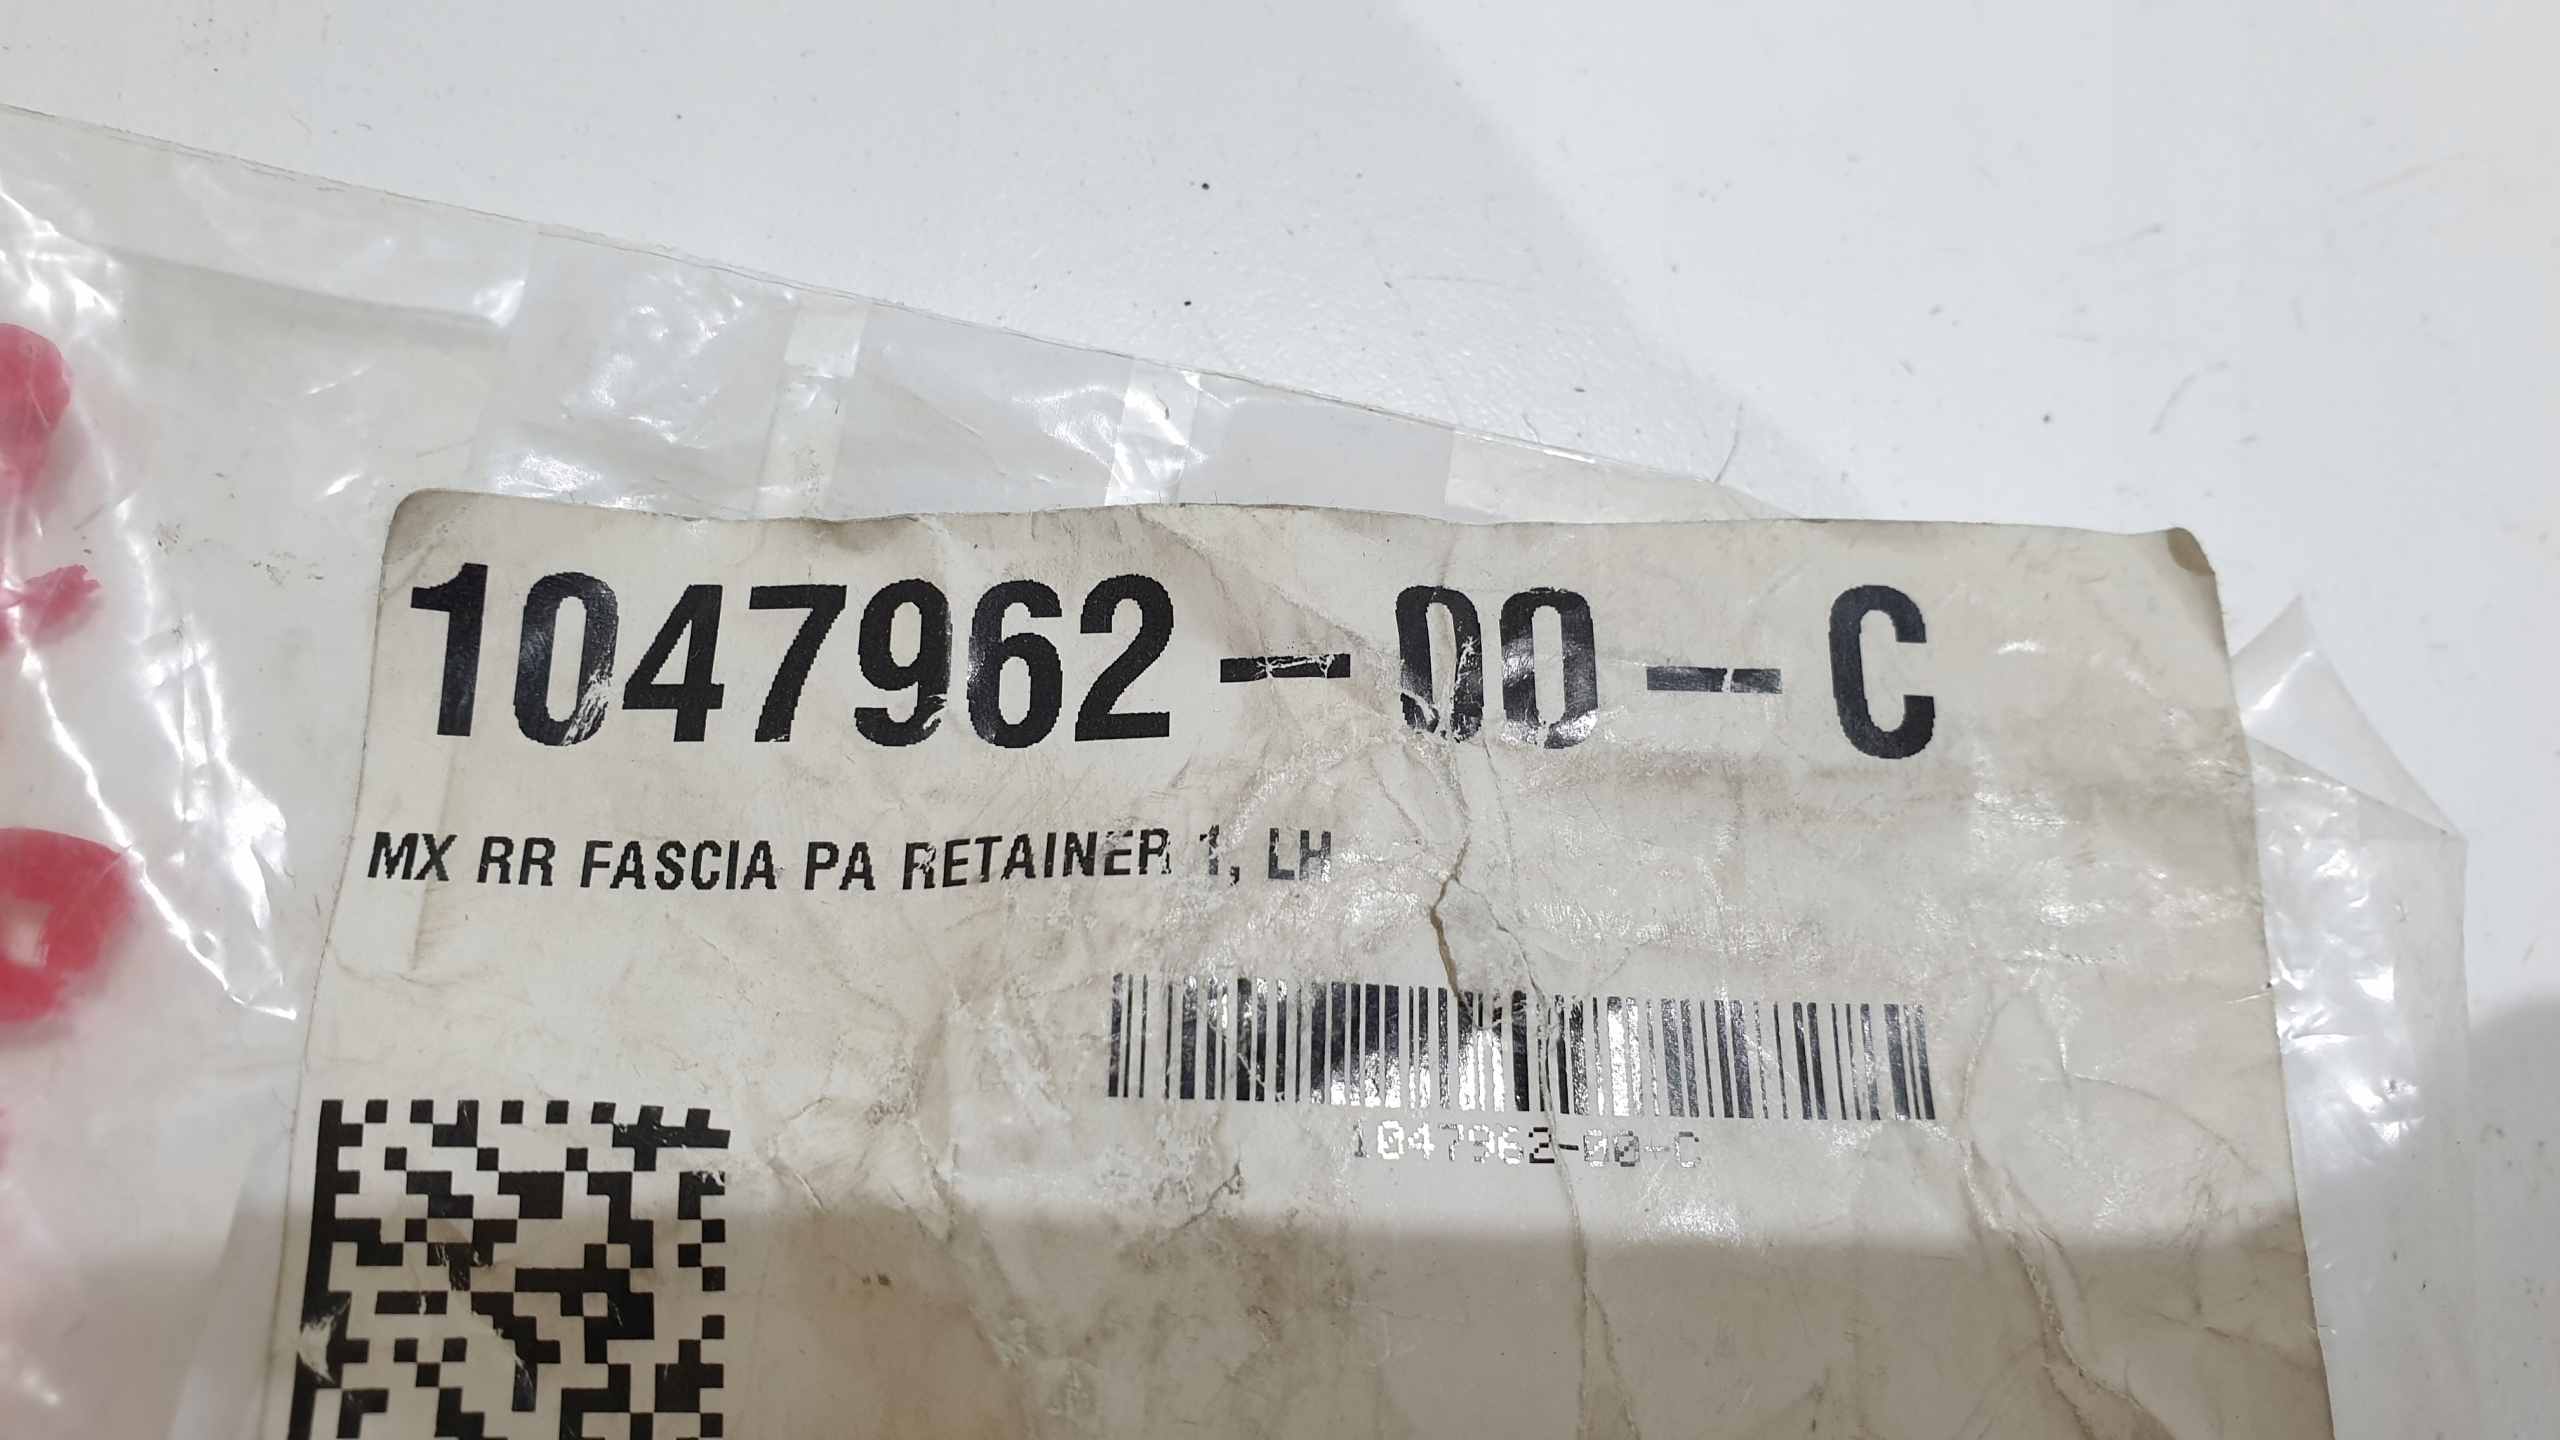 1047962-00-C
MX RR FASCIA PA RETAINER 1, LH
1047962-00-C